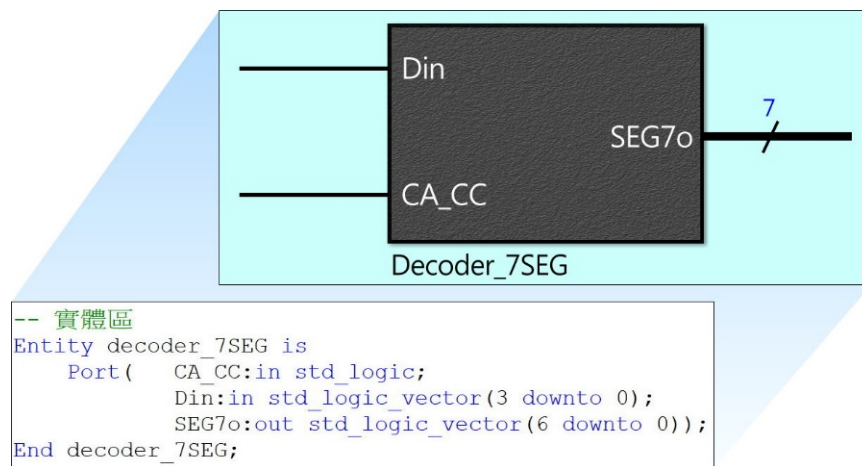 Din
7
SEG7o
CA_CC
Decoder_7SEG
-- 實體區
Entity decoder_7SEG is
Port( CA_CC:in std_logic;
Din:in std_logic_vector(3 downto 0);
SEG7o:out std_logic_vector(6 downto 0));
End decoder_7SEG;